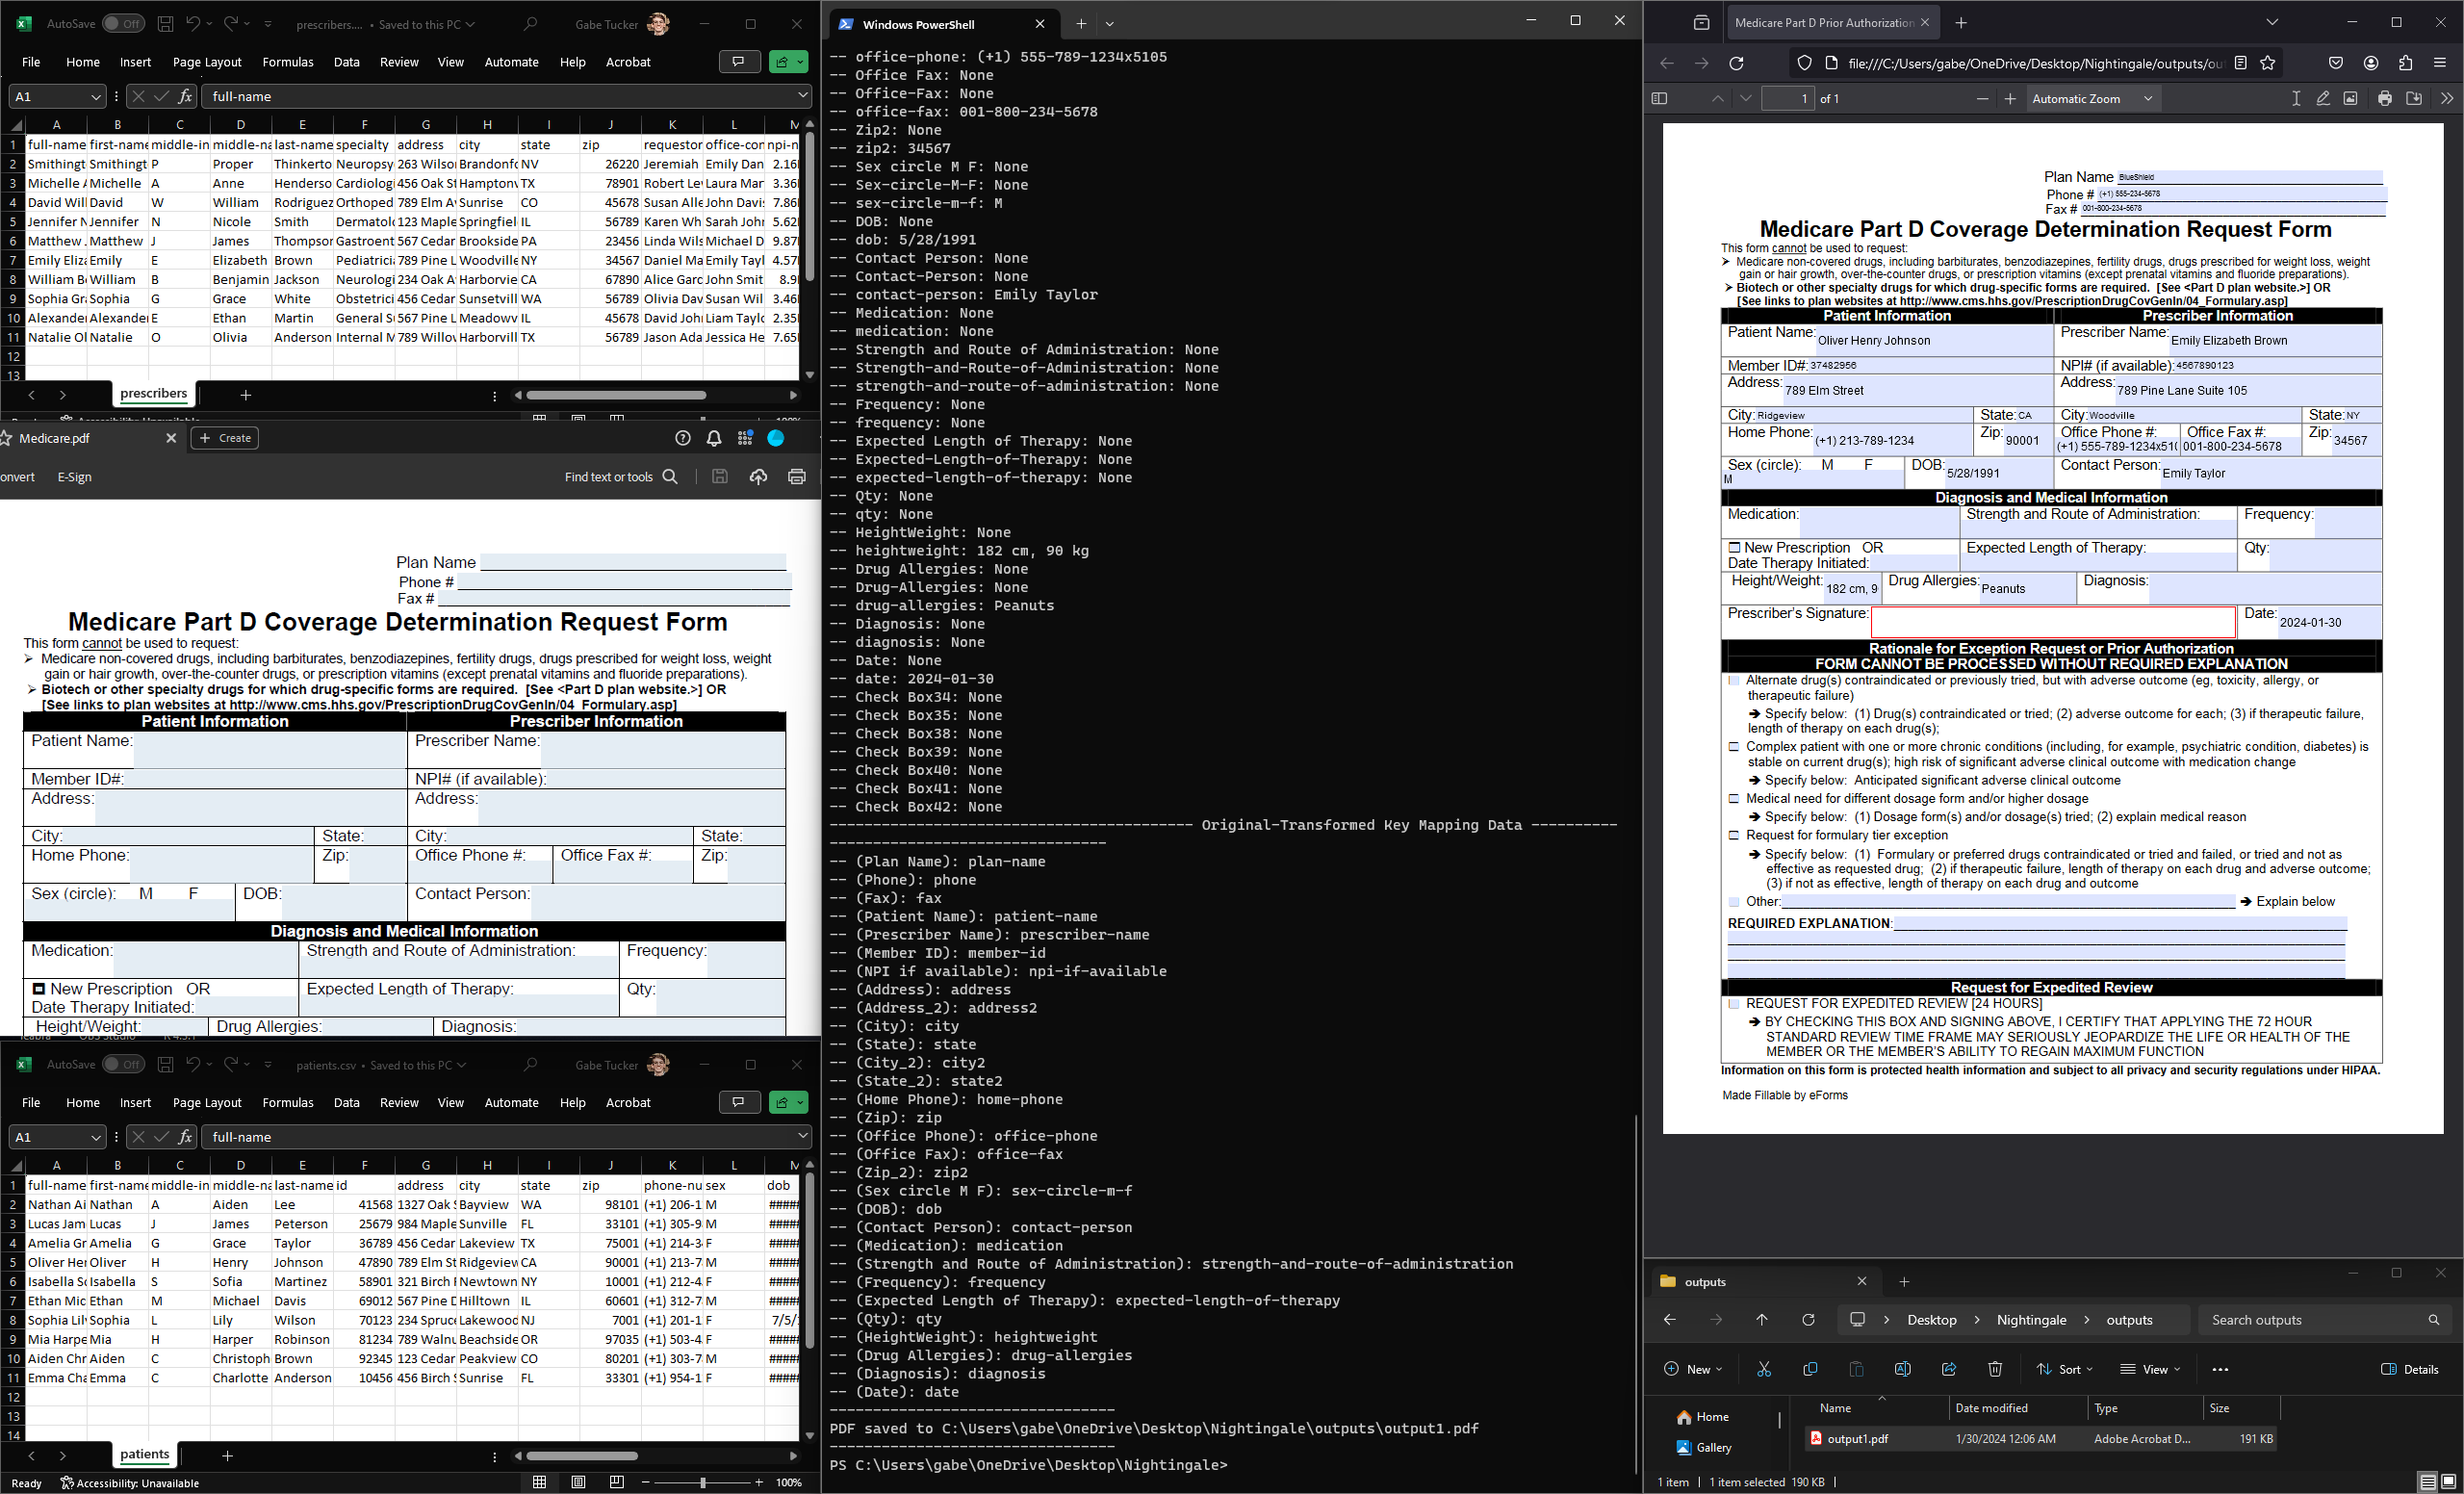 AutoSave Off prescribers.... • Saved to this PC Gabe Tucker
File Home Insert Page Layout Formulas Data Review View Automate Help Acrobat
A1 fx full-name
A B C D E F G H I J K L M
1 full-name first-name middle-in middle-na last-name specialty address city state zip requestor office-con npi-n
2 Smithingt Smithingt P Proper Thinkerto Neuropsy 263 Wilso Brandonfo NV 26220 Jeremiah Emily Dan 2.16
3 Michelle A Michelle A Anne Henderso Cardiologi 456 Oak St Hamptonv TX 78901 Robert Le Laura Mar 3.36
4 David Will David W William Rodriguez Orthoped 789 Elm A Sunrise CO 45678 Susan Alle John Davis 7.86
5 Jennifer N Jennifer N Nicole Smith Dermatolo 123 Maple Springfiel IL 56789 Karen Wh Sarah John 5.62
6 Matthew J Matthew J James Thompson Gastroent 567 Cedar Brookside PA 23456 Linda Wils Michael D 9.87
7 Emily Eliza Emily E Elizabeth Brown Pediatricia 789 Pine L Woodville NY 34567 Daniel Ma Emily Tayl 4.57
8 William Be William B Benjamin Jackson Neurologi 234 Oak A Harborvie CA 67890 Alice Garc John Smit 8.9
9 Sophia Gra Sophia G Grace White Obstetrici 456 Cedar Sunsetvill WA 56789 Olivia Dav Susan Wil 3.46
10 Alexander Alexander E Ethan Martin General S 567 Pine L Meadowv IL 45678 David Joh Liam Taylo 2.35
11 Natalie Ol Natalie O Olivia Anderson Internal M 789 Willov Harborvill TX 56789 Jason Ada Jessica He 7.65
12
13
prescribers
Medicare.pdf Create
onvert E-Sign Find text or tools
Plan Name
Phone #
Fax #
Medicare Part D Coverage Determination Request Form
This form cannot be used to request:
➢ Medicare non-covered drugs, including barbiturates, benzodiazepines, fertility drugs, drugs prescribed for weight loss, weight
gain or hair growth, over-the-counter drugs, or prescription vitamins (except prenatal vitamins and fluoride preparations).
➢ Biotech or other specialty drugs for which drug-specific forms are required. [See <Part D plan website.>] OR
[See links to plan websites at http://www.cms.hhs.gov/PrescriptionDrugCovGenIn/04_Formulary.asp]
Patient Information Prescriber Information
Patient Name: Prescriber Name:
Member ID#: NPI# (if available):
Address: Address:
City: State: City: State:
Home Phone: Zip: Office Phone #: Office Fax #: Zip:
Sex (circle): M F DOB: Contact Person:
Diagnosis and Medical Information
Medication: Strength and Route of Administration: Frequency:
New Prescription OR Expected Length of Therapy: Qty:
Date Therapy Initiated:
Height/Weight: Drug Allergies: Diagnosis:
AutoSave Off patients.csv • Saved to this PC Gabe Tucker
File Home Insert Page Layout Formulas Data Review View Automate Help Acrobat
A1 fx full-name
A B C D E F G H I J K L M
1 full-name first-name middle-in middle-na last-name id address city state zip phone-nu sex dob
2 Nathan Ai Nathan A Aiden Lee 41568 1327 Oak S Bayview WA 98101 (+1) 206-1 M #####
3 Lucas Jam Lucas J James Peterson 25679 984 Maple Sunville FL 33101 (+1) 305-9 M #####
4 Amelia Gr Amelia G Grace Taylor 36789 456 Cedar Lakeview TX 75001 (+1) 214-3 F #####
5 Oliver Her Oliver H Henry Johnson 47890 789 Elm St Ridgeview CA 90001 (+1) 213-7 M #####
6 Isabella So Isabella S Sofia Martinez 58901 321 Birch Newtown NY 10001 (+1) 212-4 F #####
7 Ethan Mic Ethan M Michael Davis 69012 567 Pine D Hilltown IL 60601 (+1) 312-7 M #####
8 Sophia Lily Sophia L Lily Wilson 70123 234 Spruce Lakewood NJ 7001 (+1) 201-1 F 7/5/
9 Mia Harpe Mia H Harper Robinson 81234 789 Walnu Beachside OR 97035 (+1) 503-4 F #####
10 Aiden Chr Aiden C Christoph Brown 92345 123 Cedar Peakview CO 80201 (+1) 303-7 M #####
11 Emma Cha Emma C Charlotte Anderson 10456 456 Birch S Sunrise FL 33301 (+1) 954-1 F #####
12
13
14
patients
Ready Accessibility: Unavailable 100%
Windows PowerShell
-- office-phone: (+1) 555-789-1234x5105
-- Office Fax: None
-- Office-Fax: None
-- office-fax: 001-800-234-5678
-- Zip2: None
-- zip2: 34567
-- Sex circle M F: None
-- Sex-circle-M-F: None
-- sex-circle-m-f: M
-- DOB: None
-- dob: 5/28/1991
-- Contact Person: None
-- Contact-Person: None
-- contact-person: Emily Taylor
-- Medication: None
-- medication: None
-- Strength and Route of Administration: None
-- Strength-and-Route-of-Administration: None
-- strength-and-route-of-administration: None
-- Frequency: None
-- frequency: None
-- Expected Length of Therapy: None
-- Expected-Length-of-Therapy: None
-- expected-length-of-therapy: None
-- Qty: None
-- qty: None
-- HeightWeight: None
-- heightweight: 182 cm, 90 kg
-- Drug Allergies: None
-- Drug-Allergies: None
-- drug-allergies: Peanuts
-- Diagnosis: None
-- diagnosis: None
-- Date: None
-- date: 2024-01-30
-- Check Box34: None
-- Check Box35: None
-- Check Box38: None
-- Check Box39: None
-- Check Box40: None
-- Check Box41: None
-- Check Box42: None
------------------------------------------ Original-Transformed Key Mapping Data ----------
--------------------------------
-- (Plan Name): plan-name
-- (Phone): phone
-- (Fax): fax
-- (Patient Name): patient-name
-- (Prescriber Name): prescriber-name
-- (Member ID): member-id
-- (NPI if available): npi-if-available
-- (Address): address
-- (Address_2): address2
-- (City): city
-- (State): state
-- (City_2): city2
-- (State_2): state2
-- (Home Phone): home-phone
-- (Zip): zip
-- (Office Phone): office-phone
-- (Office Fax): office-fax
-- (Zip_2): zip2
-- (Sex circle M F): sex-circle-m-f
-- (DOB): dob
-- (Contact Person): contact-person
-- (Medication): medication
-- (Strength and Route of Administration): strength-and-route-of-administration
-- (Frequency): frequency
-- (Expected Length of Therapy): expected-length-of-therapy
-- (Qty): qty
-- (HeightWeight): heightweight
-- (Drug Allergies): drug-allergies
-- (Diagnosis): diagnosis
-- (Date): date
---------------------------------
PDF saved to C:\Users\gabe\OneDrive\Desktop\Nightingale\outputs\output1.pdf
---------------------------------
PS C:\Users\gabe\OneDrive\Desktop\Nightingale>
Medicare Part D Prior Authorization
file:///C:/Users/gabe/OneDrive/Desktop/Nightingale/outputs/ou
1 of 1 Automatic Zoom
Plan Name BlueShield
Phone # (+1) 555-234-5678
Fax # 001-800-234-5678
Medicare Part D Coverage Determination Request Form
This form cannot be used to request:
➢ Medicare non-covered drugs, including barbiturates, benzodiazepines, fertility drugs, drugs prescribed for weight loss, weight
gain or hair growth, over-the-counter drugs, or prescription vitamins (except prenatal vitamins and fluoride preparations).
➢ Biotech or other specialty drugs for which drug-specific forms are required. [See <Part D plan website.>] OR
[See links to plan websites at http://www.cms.hhs.gov/PrescriptionDrugCovGenIn/04_Formulary.asp]
Patient Information Prescriber Information
Patient Name: Oliver Henry Johnson Prescriber Name: Emily Elizabeth Brown
Member ID#: 37482956 NPI# (if available): 4567890123
Address: 789 Elm Street Address: 789 Pine Lane Suite 105
City: Ridgeview State: CA City: Woodville State: NY
Home Phone: (+1) 213-789-1234 Zip: 90001 Office Phone #: (+1) 555-789-1234x510 Office Fax #: 001-800-234-5678 Zip: 34567
Sex (circle): M F M DOB: 5/28/1991 Contact Person: Emily Taylor
Diagnosis and Medical Information
Medication: Strength and Route of Administration: Frequency:
New Prescription OR Expected Length of Therapy: Qty:
Date Therapy Initiated:
Height/Weight: 182 cm, 9 Drug Allergies: Peanuts Diagnosis:
Prescriber's Signature: Date: 2024-01-30
Rationale for Exception Request or Prior Authorization
FORM CANNOT BE PROCESSED WITHOUT REQUIRED EXPLANATION
Alternate drug(s) contraindicated or previously tried, but with adverse outcome (eg, toxicity, allergy, or
therapeutic failure)
➔ Specify below: (1) Drug(s) contraindicated or tried; (2) adverse outcome for each; (3) if therapeutic failure,
length of therapy on each drug(s);
Complex patient with one or more chronic conditions (including, for example, psychiatric condition, diabetes) is
stable on current drug(s); high risk of significant adverse clinical outcome with medication change
➔ Specify below: Anticipated significant adverse clinical outcome
Medical need for different dosage form and/or higher dosage
➔ Specify below: (1) Dosage form(s) and/or dosage(s) tried; (2) explain medical reason
Request for formulary tier exception
➔ Specify below: (1) Formulary or preferred drugs contraindicated or tried and failed, or tried and not as
effective as requested drug; (2) if therapeutic failure, length of therapy on each drug and adverse outcome;
(3) if not as effective, length of therapy on each drug and outcome
Other: ➔ Explain below
REQUIRED EXPLANATION:
Request for Expedited Review
REQUEST FOR EXPEDITED REVIEW [24 HOURS]
➔ BY CHECKING THIS BOX AND SIGNING ABOVE, I CERTIFY THAT APPLYING THE 72 HOUR
STANDARD REVIEW TIME FRAME MAY SERIOUSLY JEOPARDIZE THE LIFE OR HEALTH OF THE
MEMBER OR THE MEMBER'S ABILITY TO REGAIN MAXIMUM FUNCTION
Information on this form is protected health information and subject to all privacy and security regulations under HIPAA.
Made Fillable by eForms
outputs
Desktop Nightingale outputs Search outputs
New Sort View Details
Name Date modified Type Size
Home
Gallery
output1.pdf 1/30/2024 12:06 AM Adobe Acrobat D... 191 KB
1 item 1 item selected 190 KB